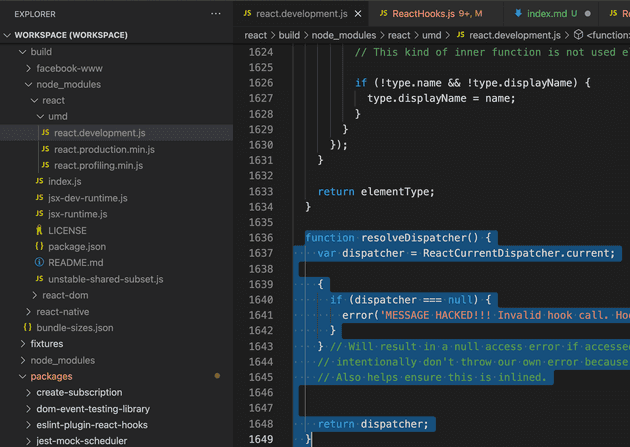 EXPLORER
...
WORKSPACE (WORKSPACE)
build
facebook-www
node_modules
react
umd
JS react.development.js
JS react.production.min.js
JS react.profiling.min.js
JS index.js
JS jsx-dev-runtime.js
JS jsx-runtime.js
LICENSE
{} package.json
README.md
JS unstable-shared-subset.js
react-dom
react-native
{} bundle-sizes.json
fixtures
node_modules
packages
create-subscription
dom-event-testing-library
eslint-plugin-react-hooks
jest-mock-scheduler
JS react.development.js JS ReactHooks.js 9+, M index.md U JS Re
react > build > node_modules > react > umd > JS react.development.js > <function>
1624 // This kind of inner function is not used e
1625
1626 if (!type.name && !type.displayName) {
1627 type.displayName = name;
1628 }
1629 }
1630 });
1631 }
1632
1633 return elementType;
1634 }
1635
1636 function resolveDispatcher() {
1637 var dispatcher = ReactCurrentDispatcher.current;
1638
1639 {
1640 if (dispatcher === null) {
1641 error('MESSAGE HACKED!!! Invalid hook call. Hoo
1642 }
1643 } // Will result in a null access error if accesse
1644 // intentionally don't throw our own error because
1645 // Also helps ensure this is inlined.
1646
1647
1648 return dispatcher;
1649 }